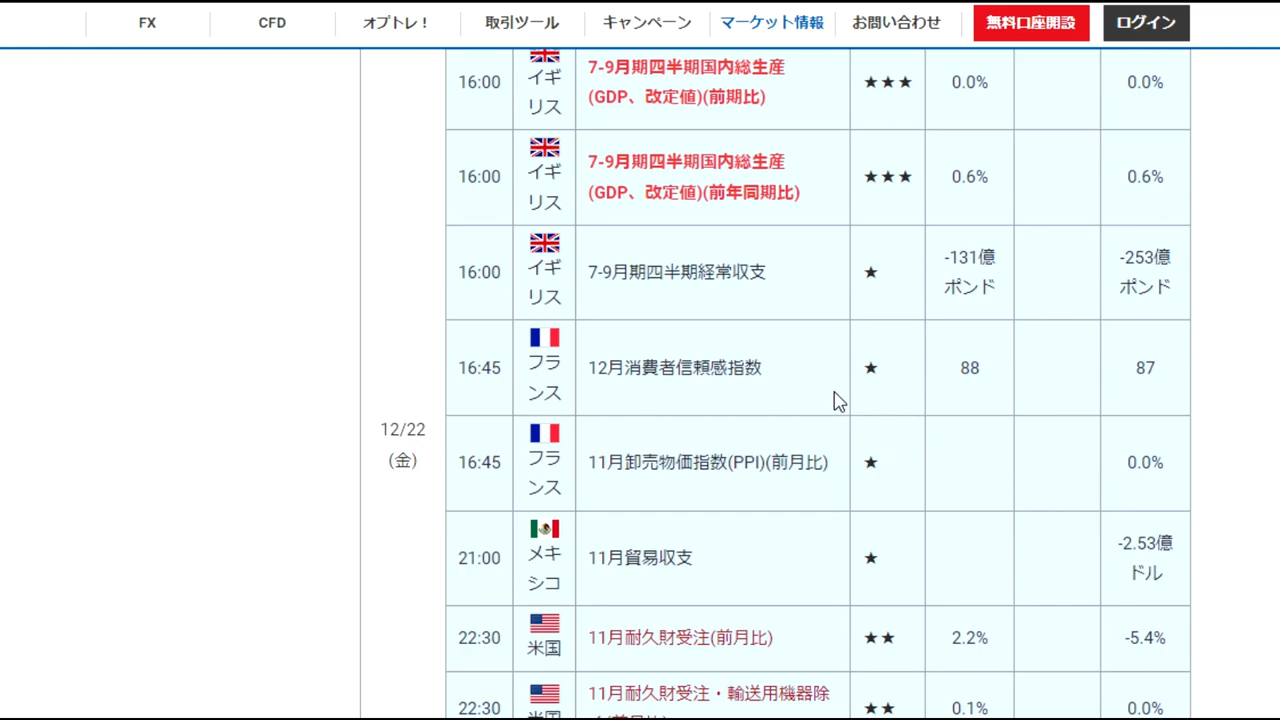 FX
CFD
オプトレ！
取引ツール
キャンペーン
マーケット情報
お問い合わせ
無料口座開設
ログイン
12/22
(金)
16:00
イギ
リス
7-9月期四半期国内総生産
(GDP、改定値)(前期比)
★★★
0.0%
0.0%
16:00
イギ
リス
7-9月期四半期国内総生産
(GDP、改定値)(前年同期比)
★★★
0.6%
0.6%
16:00
イギ
リス
7-9月期四半期経常収支
★
-131億
ポンド
-253億
ポンド
16:45
フラ
ンス
12月消費者信頼感指数
★
88
87
16:45
フラ
ンス
11月卸売物価指数(PPI)(前月比)
★
0.0%
21:00
メキ
シコ
11月貿易収支
★
-2.53億
ドル
22:30
米国
11月耐久財受注(前月比)
★★
2.2%
-5.4%
22:30
11月耐久財受注・輸送用機器除
★★
0.1%
0.0%